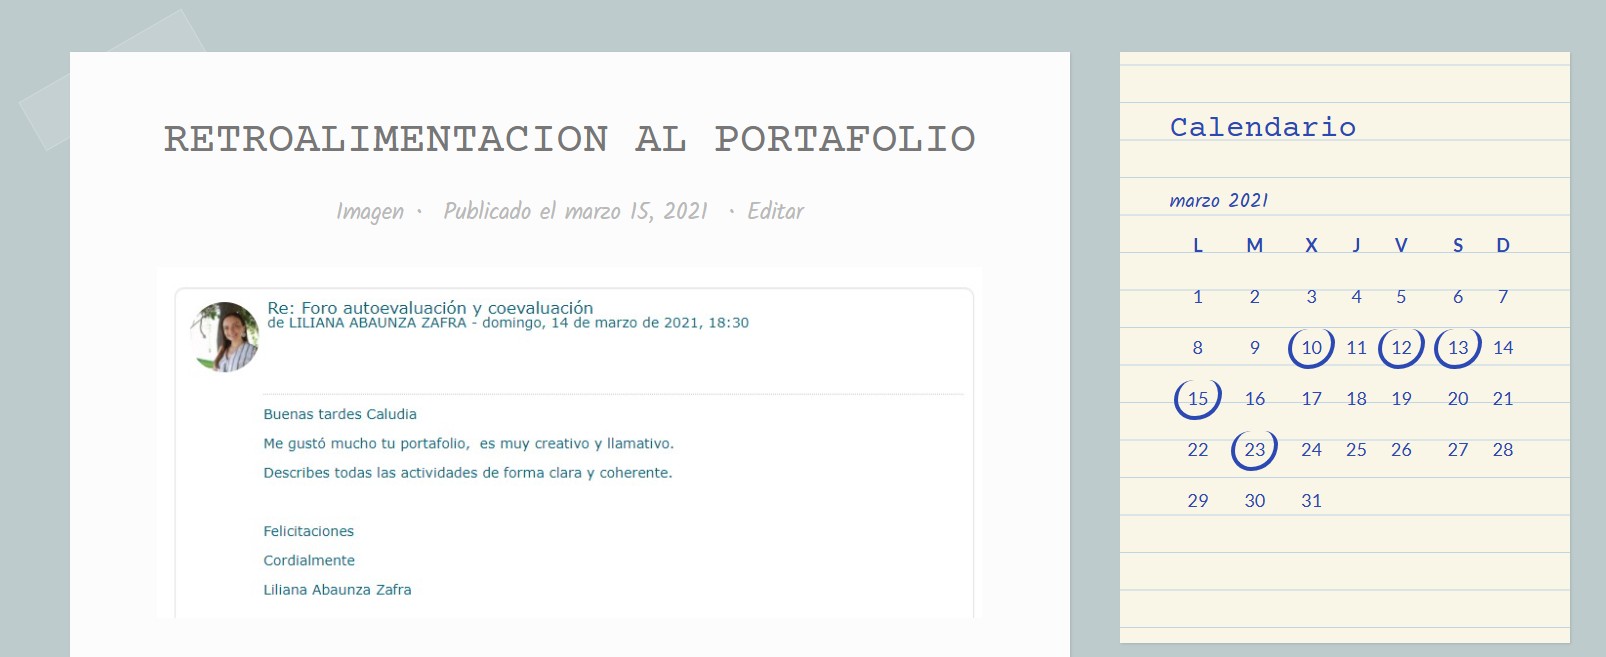 RETROALIMENTACION AL PORTAFOLIO
Imagen · Publicado el marzo 15, 2021 · Editar
Re: Foro autoevaluación y coevaluación
de LILIANA ABAUNZA ZAFRA - domingo, 14 de marzo de 2021, 18:30
Buenas tardes Caludia
Me gustó mucho tu portafolio,  es muy creativo y llamativo.
Describes todas las actividades de forma clara y coherente.
Felicitaciones
Cordialmente
Liliana Abaunza Zafra
Calendario
marzo 2021
L M X J V S D
1 2 3 4 5 6 7
8 9 10 11 12 13 14
15 16 17 18 19 20 21
22 23 24 25 26 27 28
29 30 31